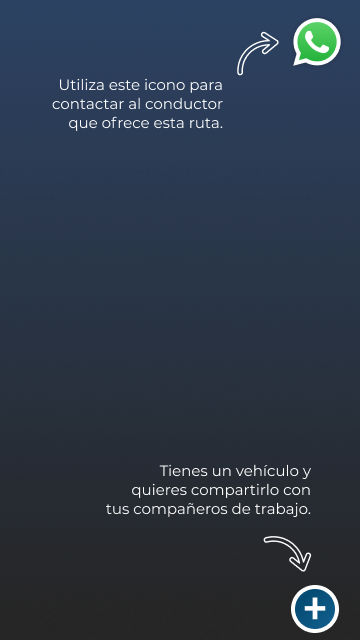 Utiliza este icono para
contactar al conductor
que ofrece esta ruta.
Tienes un vehículo y
quieres compartirlo con
tus compañeros de trabajo.